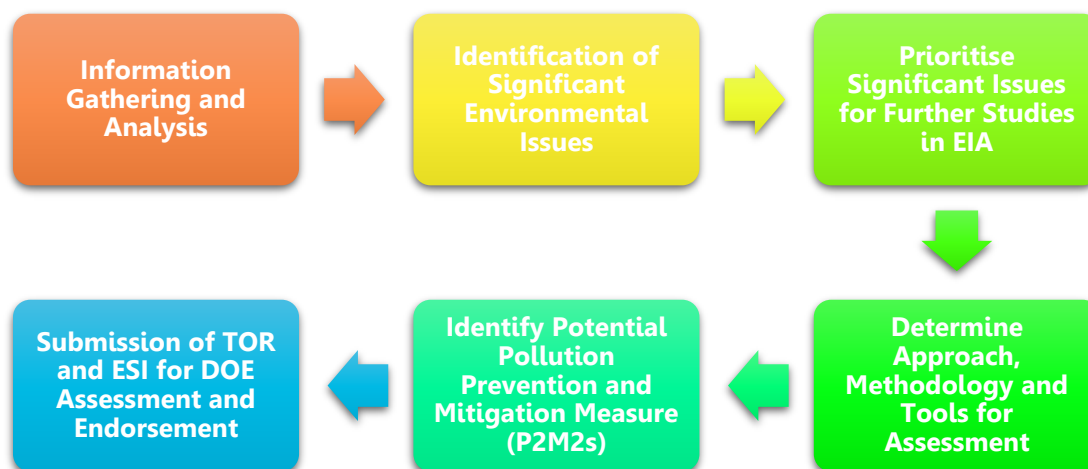 Information
Gathering and
Analysis
Identification of
Significant
Environmental
Issues
Prioritise
Significant Issues
for Further Studies
in EIA
Determine
Approach,
Methodology and
Tools for
Assessment
Identify Potential
Pollution
Prevention and
Mitigation Measure
(P2M2s)
Submission of TOR
and ESI for DOE
Assessment and
Endorsement